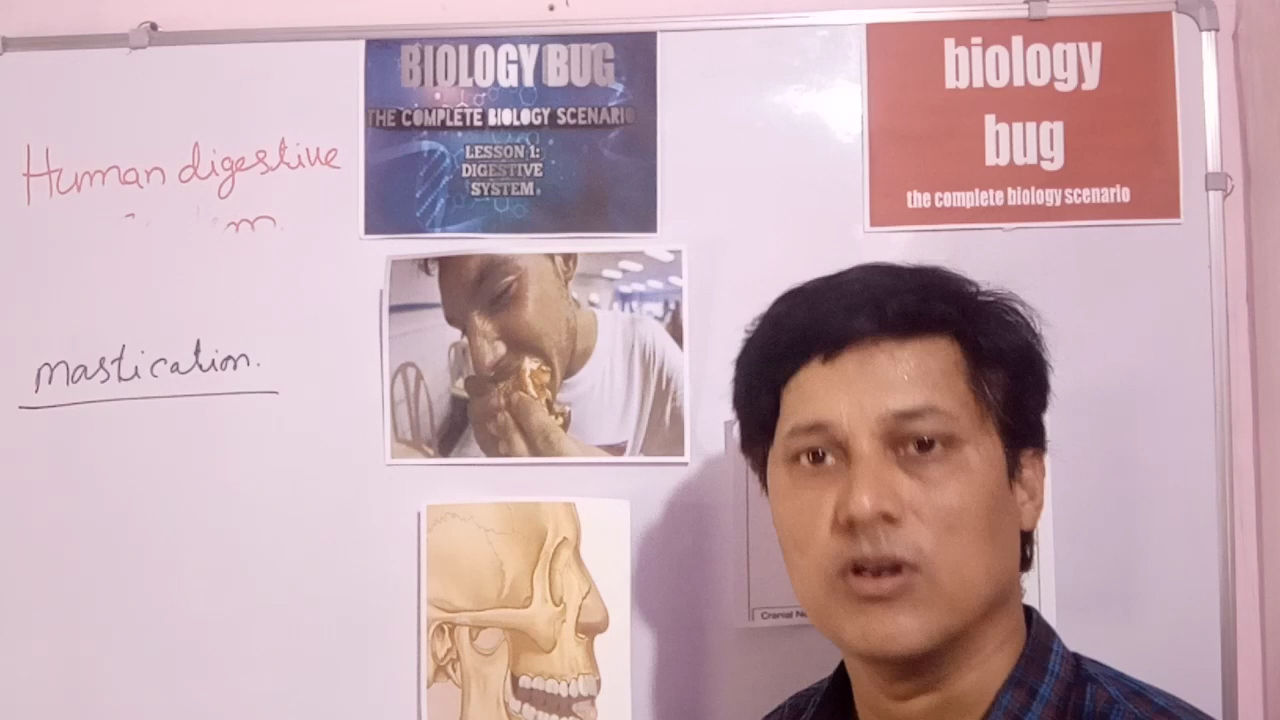 Human digestive
mastication.
BIOLOGY BUG
THE COMPLETE BIOLOGY SCENARIO
LESSON 1:
DIGESTIVE
SYSTEM.
biology
bug
the complete biology scenario
Cranial